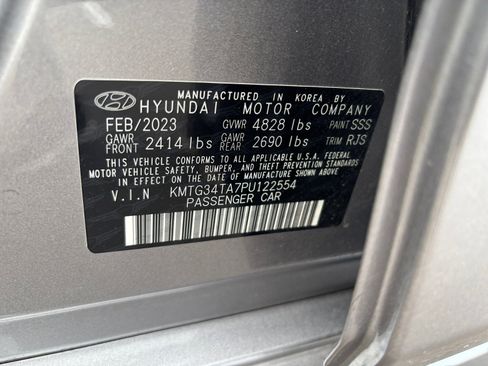 MANUFACTURED IN KOREA BY
HYUNDAI MOTOR COMPANY
FEB/2023 GVWR 4828 lbs PAINT SSS
GAWR FRONT 2414 lbs GAWR REAR 2690 lbs TRIM RJS
THIS VEHICLE CONFORMS TO ALL APPLICABLE U.S.A. FEDERAL
MOTOR VEHICLE SAFETY, BUMPER, AND THEFT PREVENTION STANDARDS
IN EFFECT ON THE DATE OF MANUFACTURE SHOWN ABOVE.
V.I.N KMTG34TA7PU122554
PASSENGER CAR